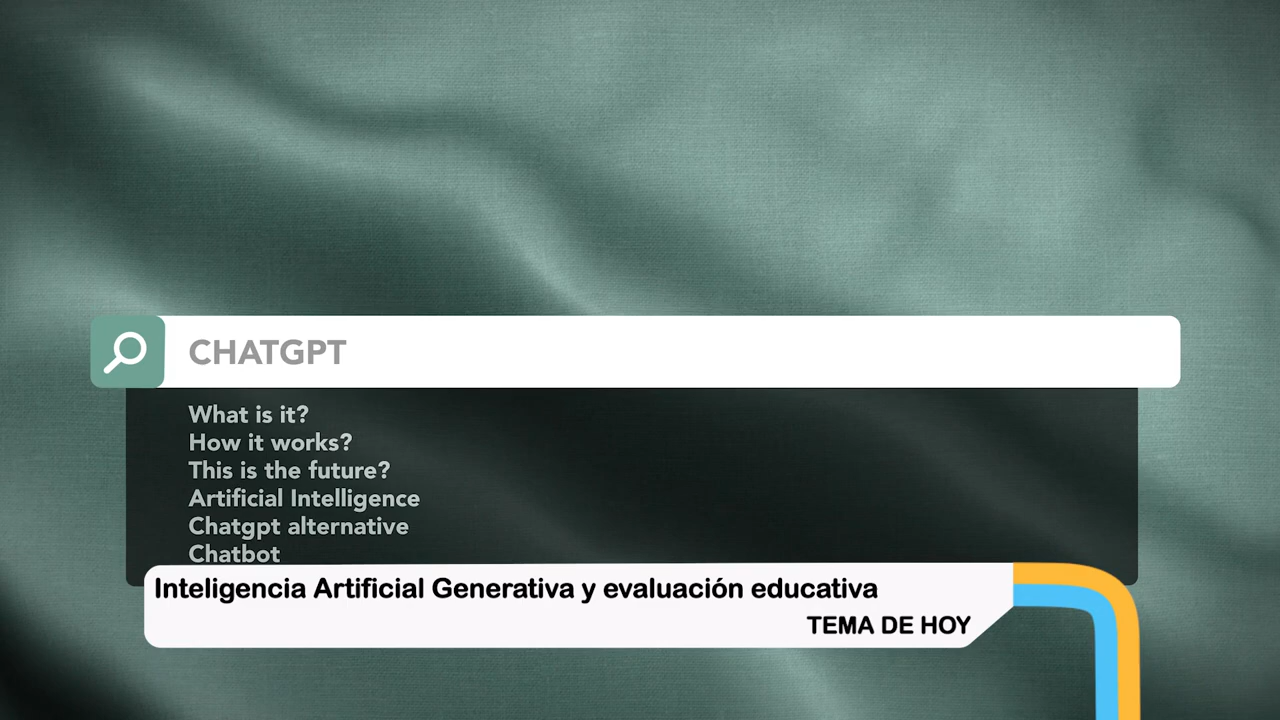 CHATGPT
What is it?
How it works?
This is the future?
Artificial Intelligence
Chatgpt alternative
Chatbot
Inteligencia Artificial Generativa y evaluación educativa
TEMA DE HOY